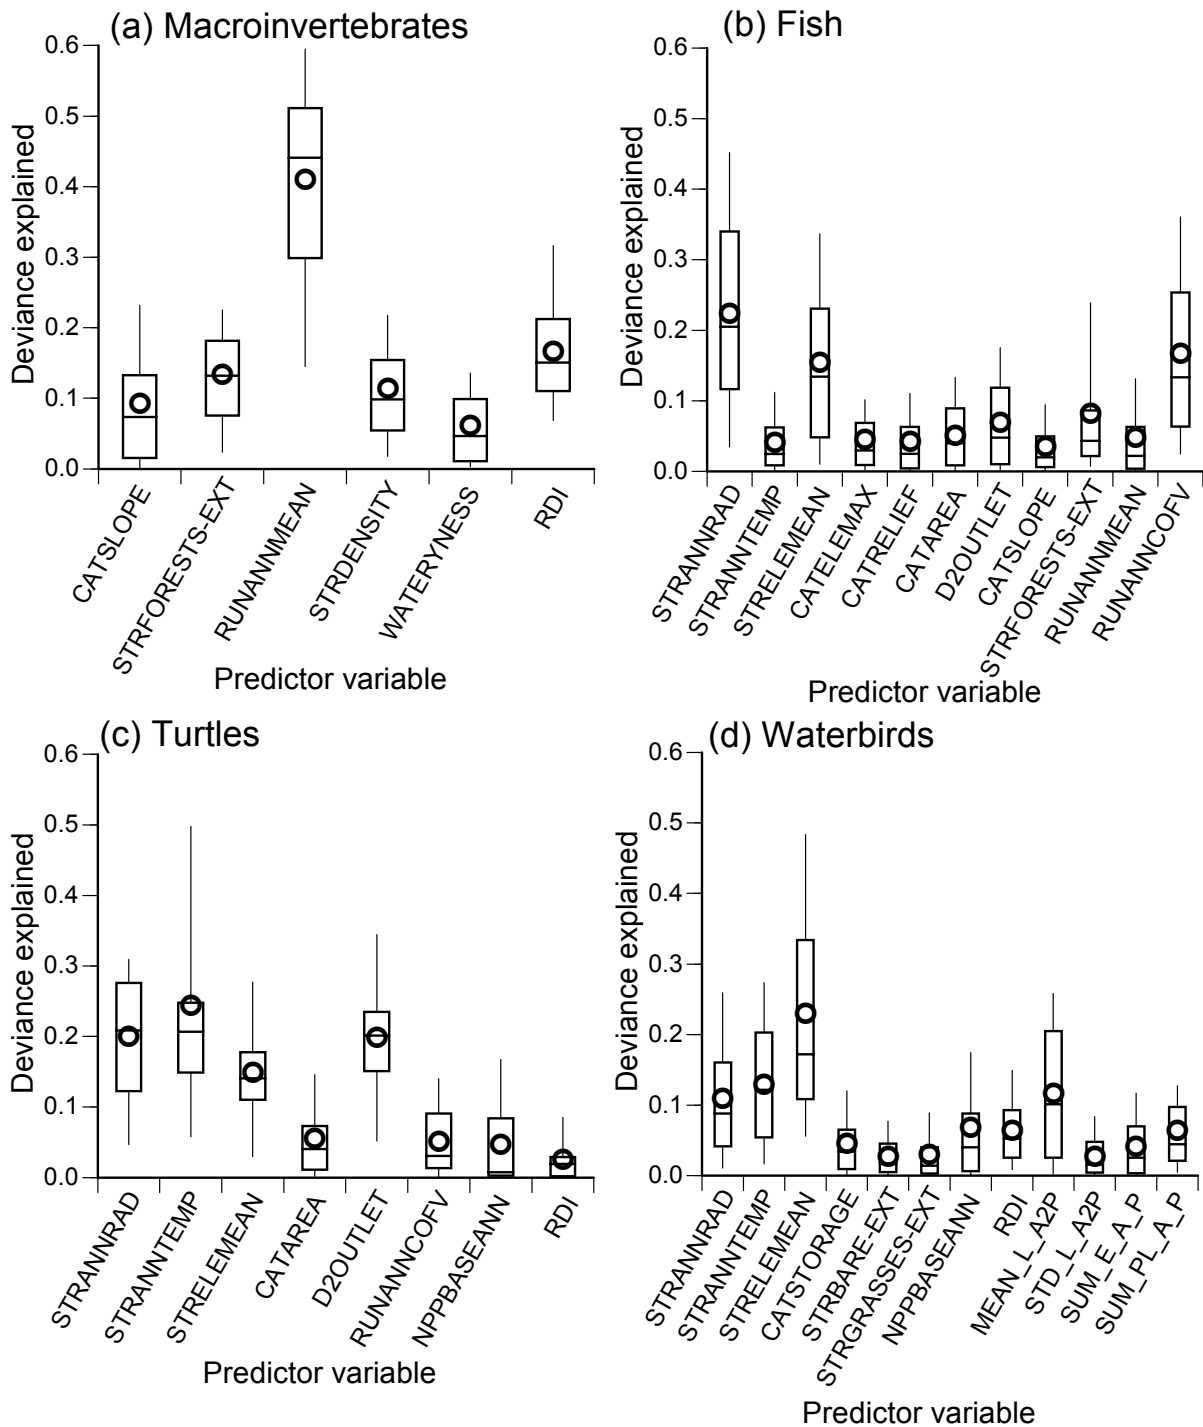 (a) Macroinvertebrates
0.6
0.5
0.4
0.3
0.2
0.1
0.0
Deviance explained
CATSLOPE
STRFORESTS-EXT
RUNANNMEAN
STRDENSITY
WATERYNESS
RDI
Predictor variable
(b) Fish
0.6
0.5
0.4
0.3
0.2
0.1
0.0
Deviance explained
STRANNRAD
STRANNTEMP
STRELEMEAN
CATELEMAX
CATRELIEF
CATAREA
D2OUTLET
CATSLOPE
STRFORESTS-EXT
RUNANNMEAN
RUNANNCOFV
Predictor variable
(c) Turtles
0.6
0.5
0.4
0.3
0.2
0.1
0.0
Deviance explained
STRANNRAD
STRANNTEMP
STRELEMEAN
CATAREA
D2OUTLET
RUNANNCOFV
NPPBASEANN
RDI
Predictor variable
(d) Waterbirds
0.6
0.5
0.4
0.3
0.2
0.1
0.0
Deviance explained
STRANNRAD
STRANNTEMP
STRELEMEAN
CATSTORAGE
STRBARE-EXT
STRGRASSES-EXT
NPPBASEANN
RDI
MEAN_L_A2P
STD_L_A2P
SUM_E_A_P
SUM_PL_A_P
Predictor variable